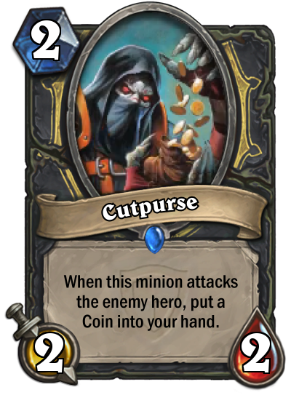 2
Cutpurse
When this minion attacks
the enemy hero, put a
Coin into your hand.
2
2